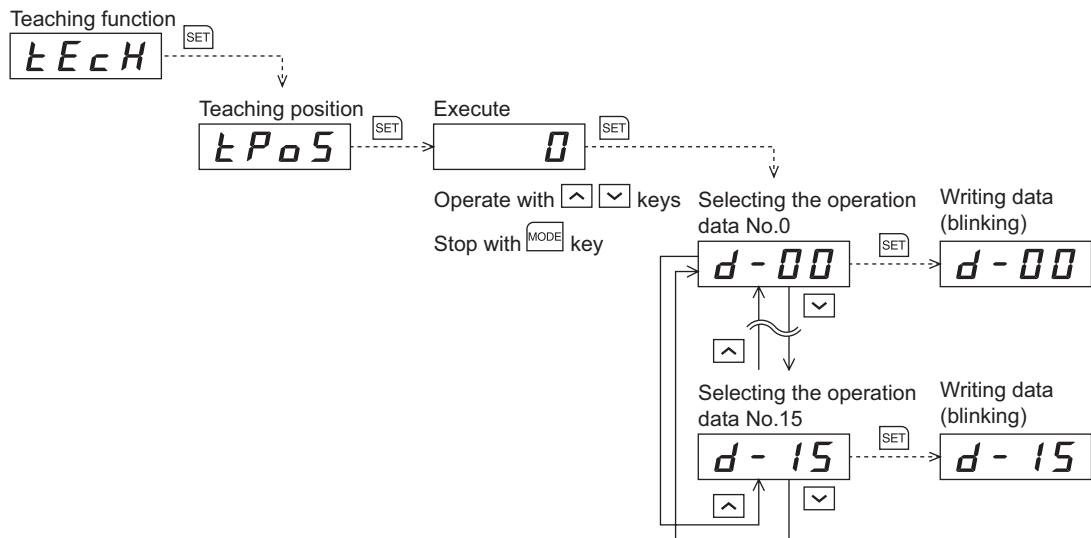 Teaching function
SET
tEcH
Teaching position
SET
tPoS
Execute
SET
0
Operate with keys
Stop with MODE key
Selecting the operation
data No.0
SET
d-00
Writing data
(blinking)
d-00
Selecting the operation
data No.15
SET
d-15
Writing data
(blinking)
d-15